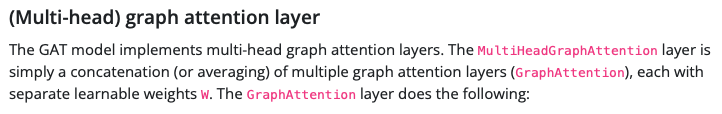 (Multi-head) graph attention layer
The GAT model implements multi-head graph attention layers. The MultiHeadGraphAttention layer is
simply a concatenation (or averaging) of multiple graph attention layers (GraphAttention), each with
separate learnable weights W. The GraphAttention layer does the following: